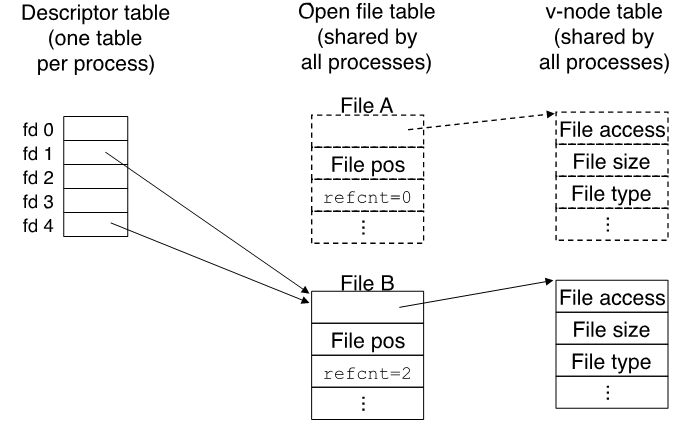 Descriptor table
(one table
per process)
Open file table
(shared by
all processes)
v-node table
(shared by
all processes)
fd 0
fd 1
fd 2
fd 3
fd 4
File A
File pos
refcnt=0
⋮
File access
File size
File type
⋮
File B
File pos
refcnt=2
⋮
File access
File size
File type
⋮